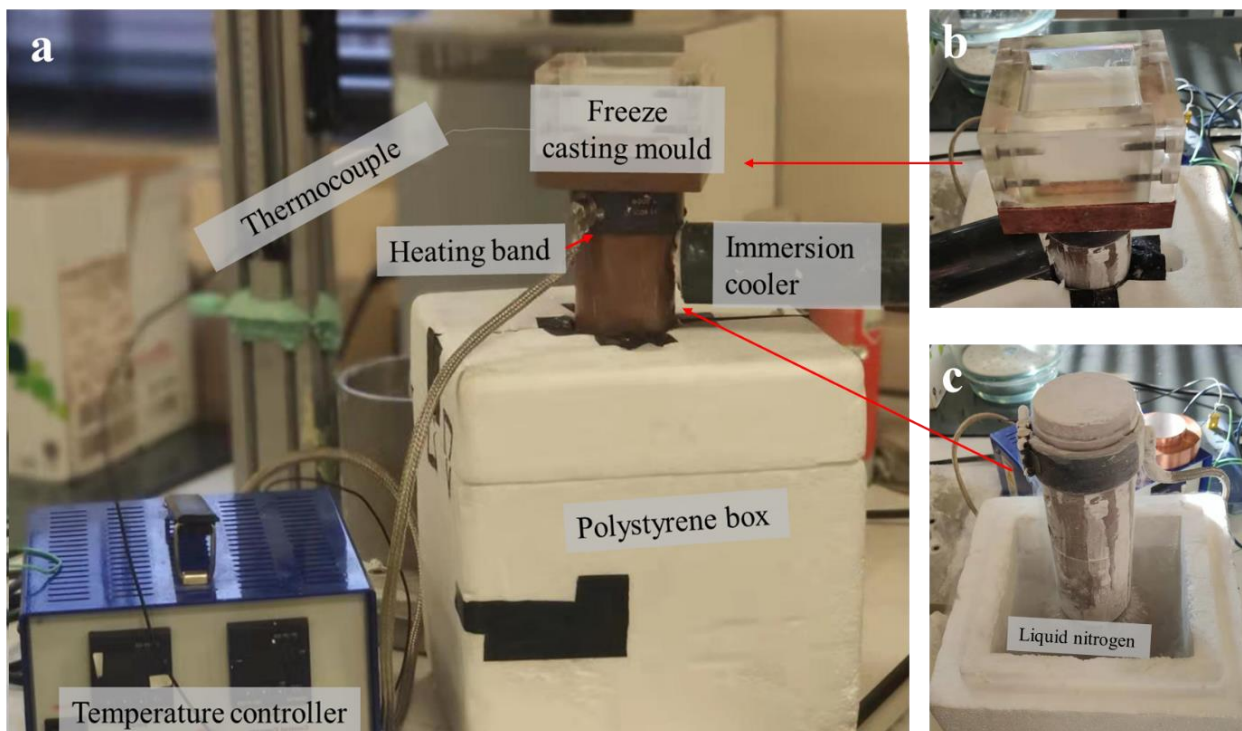 a
Thermocouple
Freeze
casting mould
Heating band
Immersion
cooler
Polystyrene box
Temperature controller
b
c
Liquid nitrogen